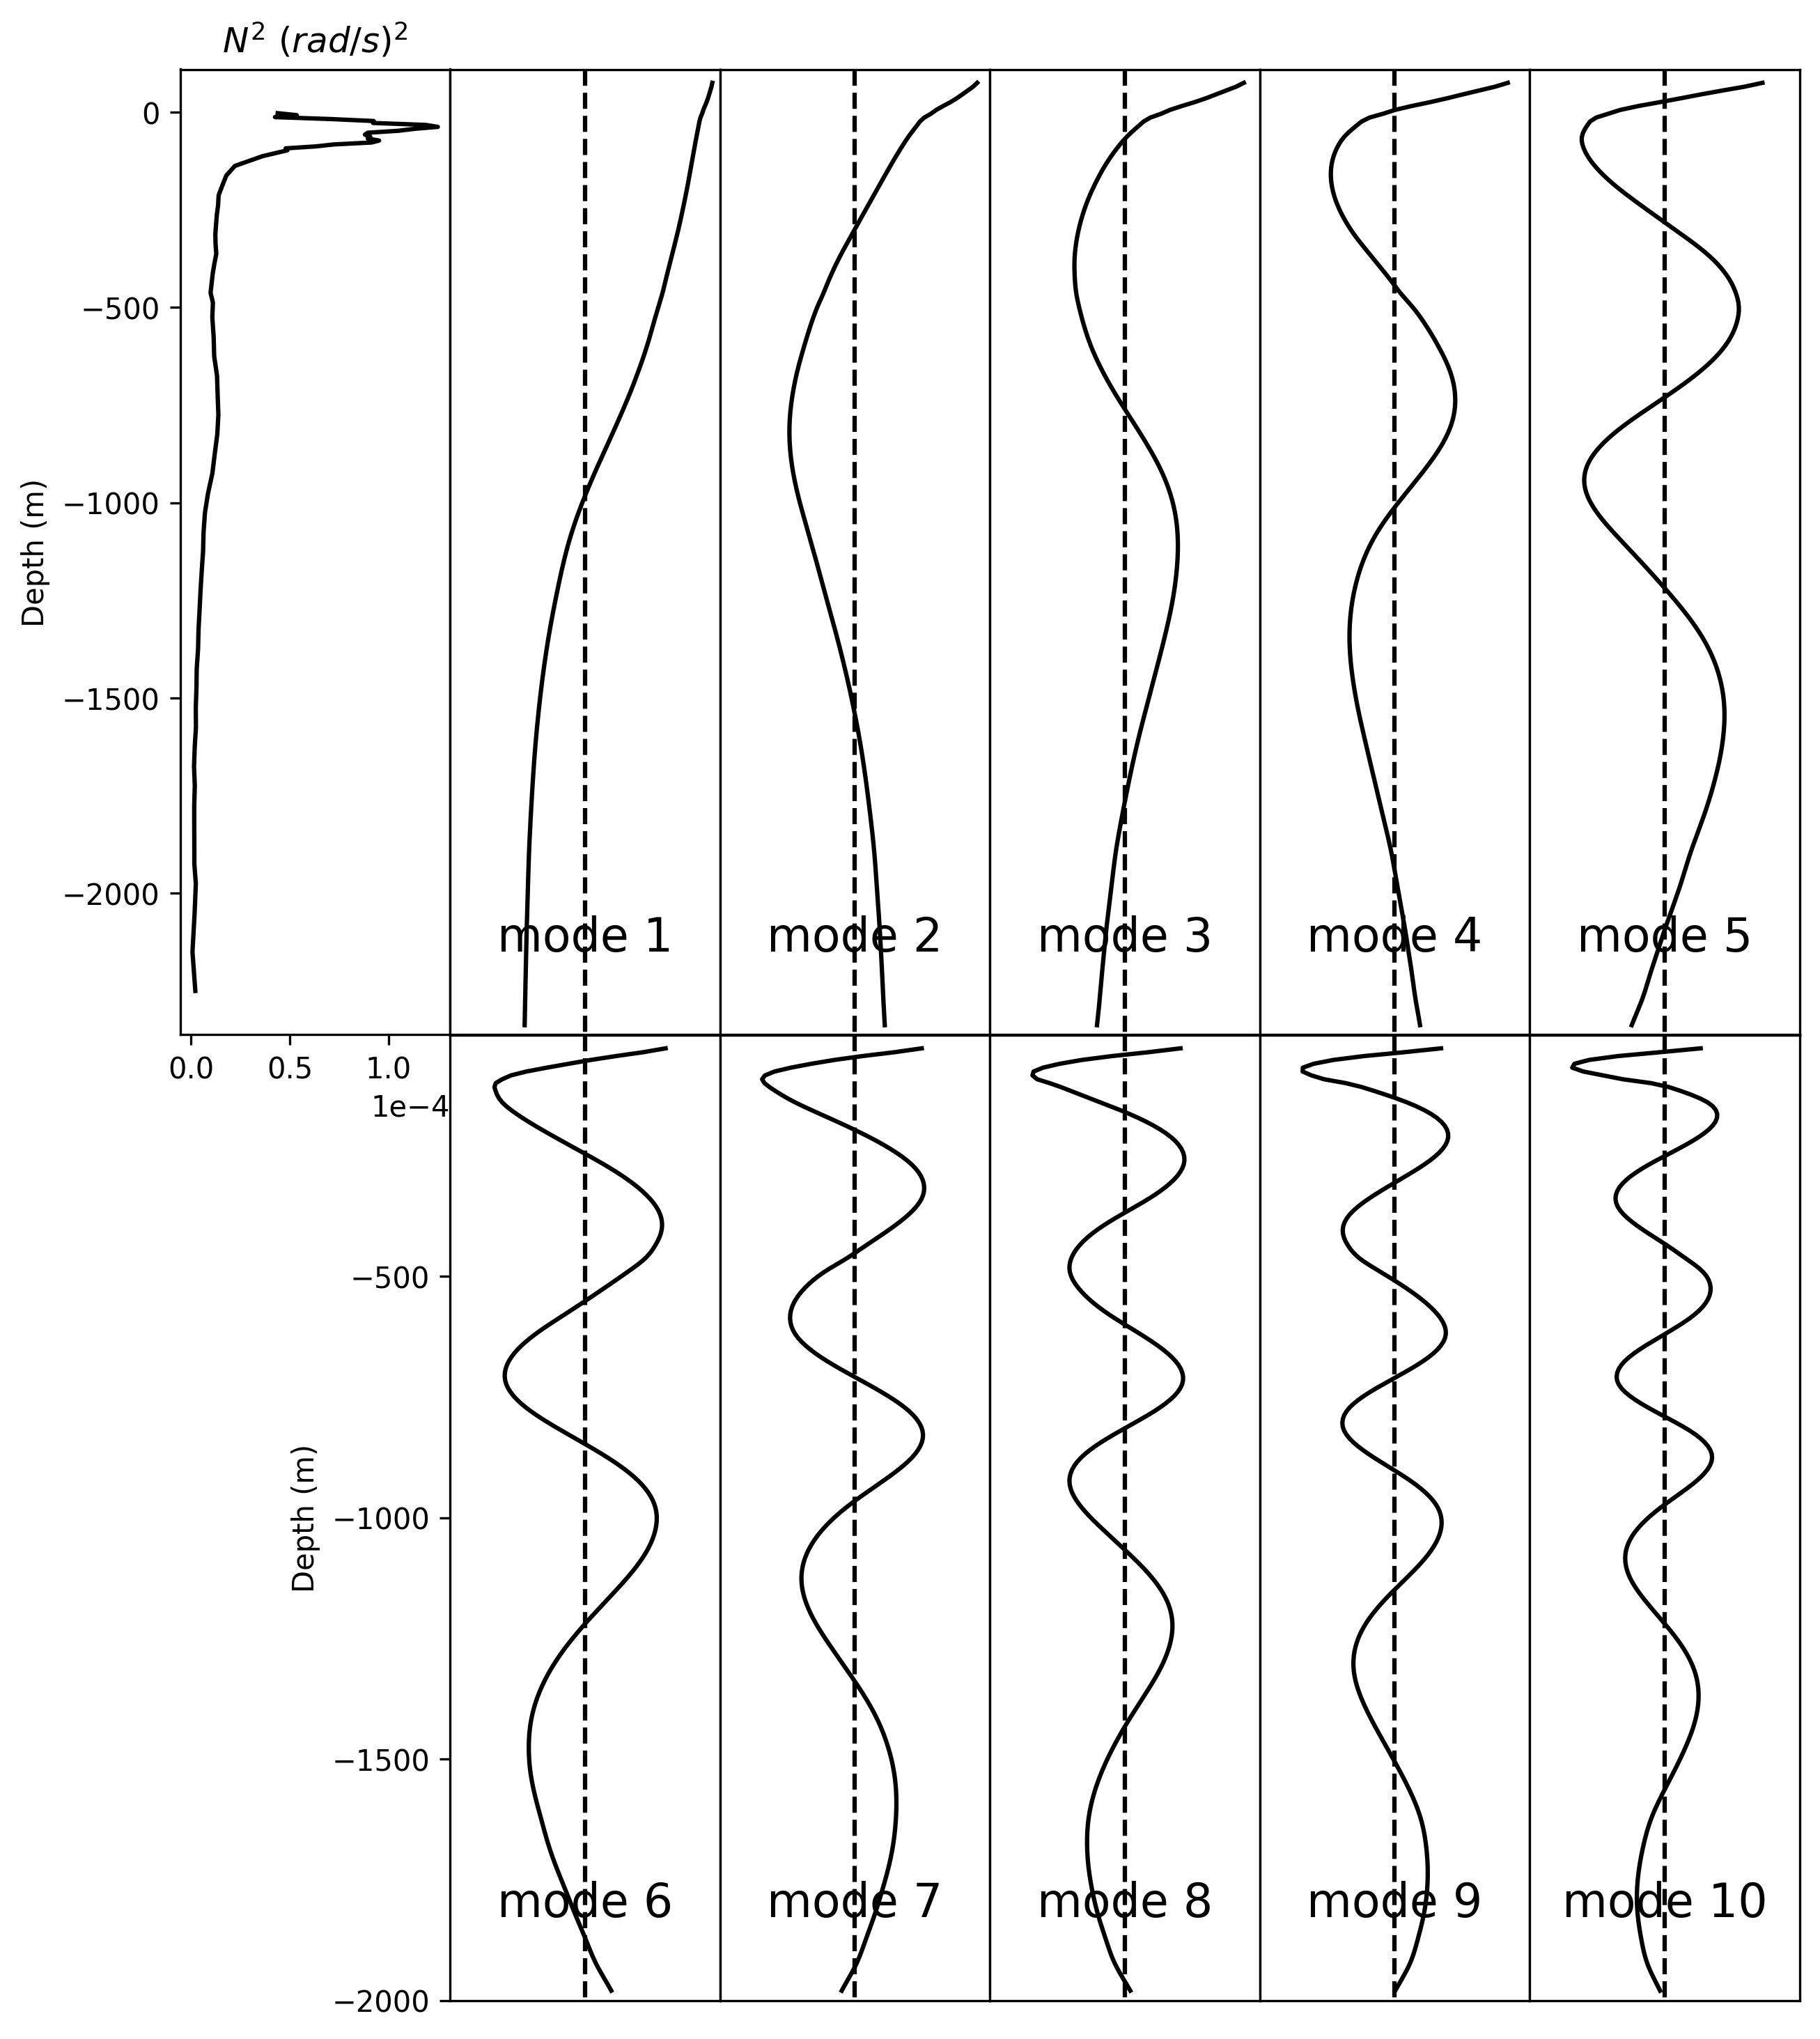 N² (rad/s)²
0
−500
−1000
−1500
−2000
Depth (m)
0.0 0.5 1.0
1e−4
mode 1
mode 2
mode 3
mode 4
mode 5
−500
−1000
−1500
−2000
Depth (m)
mode 6
mode 7
mode 8
mode 9
mode 10